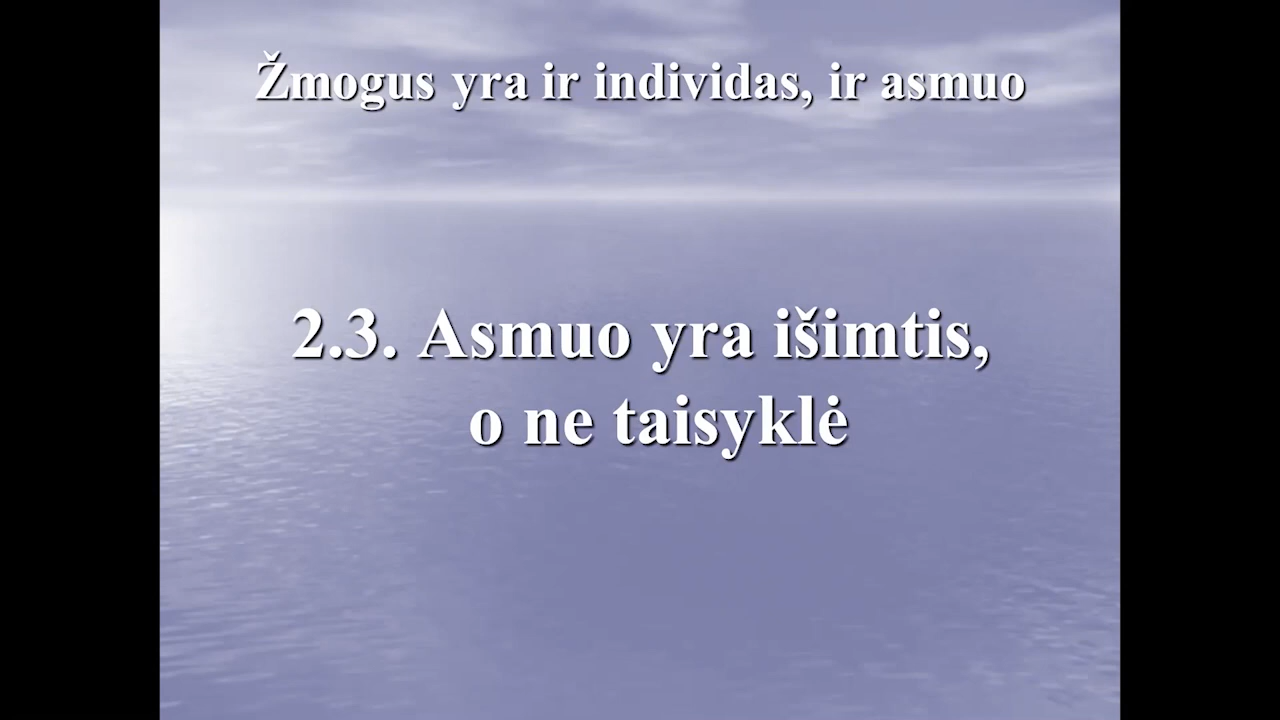 Žmogus yra ir individas, ir asmuo
2.3. Asmuo yra išimtis,
o ne taisyklė